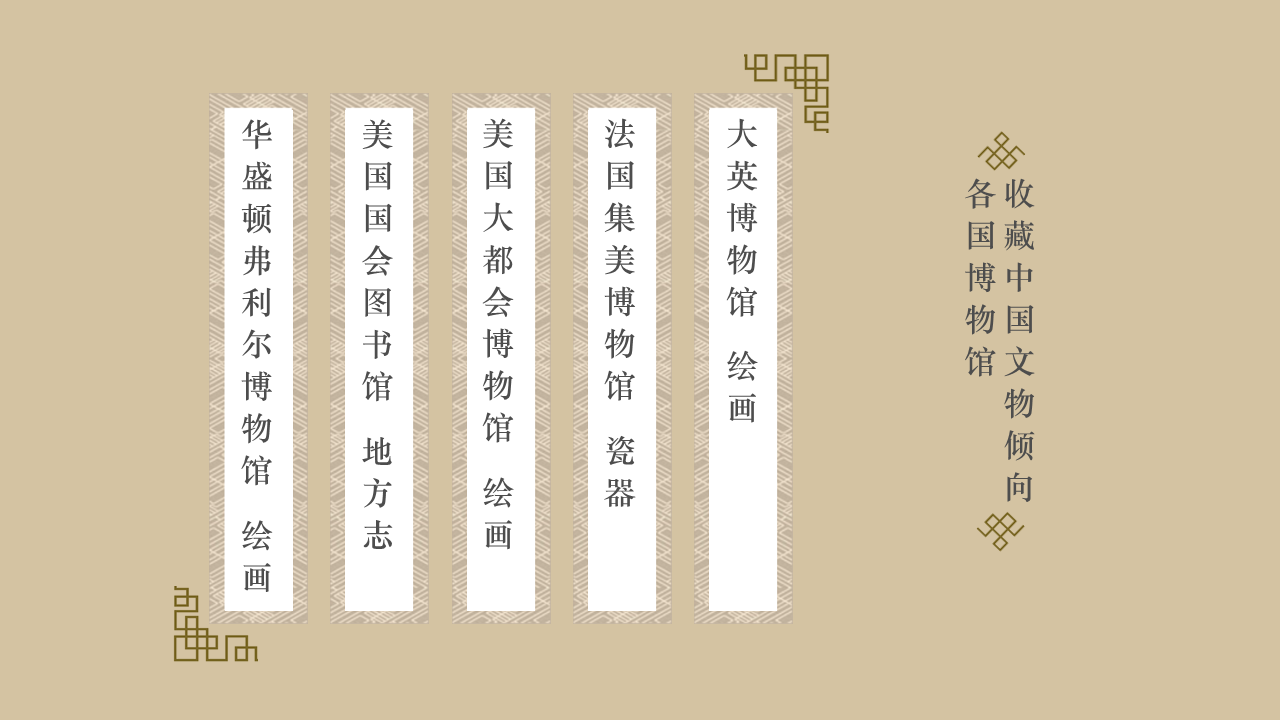 各国博物馆
收藏中国文物倾向
大英博物馆 绘画
法国集美博物馆 瓷器
美国大都会博物馆 绘画
美国国会图书馆 地方志
华盛顿弗利尔博物馆 绘画